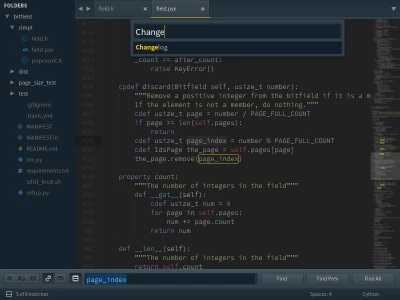 FOLDERS
bitfield
cimpl
field.h
field.pyx
popcount.h
dist
page_size_test
test
.gitignore
.travis.yml
MANIFEST
MANIFEST.in
README.md
requirements.txt
setup.py
field.h
field.pyx
Change
Changelog
_count == after_count:
raise KeyError()
cpdef discard(Bitfield self, usize_t number):
"""Remove a positive integer from the bitfield if it is a m
If the element is not a member, do nothing."""
cdef usize_t page = number / PAGE_FULL_COUNT
if page >= len(self.pages):
return
cdef usize_t page_index = number % PAGE_FULL_COUNT
cdef IdsPage the_page = self.pages[page]
the_page.remove(page_index)
property count:
"""The number of integers in the field"""
def __get__(self):
cdef usize_t num = 0
for page in self.pages:
num += page.count
return num
def __len__(self):
"""The number of integers in the field"""
return self.count
page_index
Find
Find Prev
Find All
5 of 8 matches
Spaces: 4
Cython